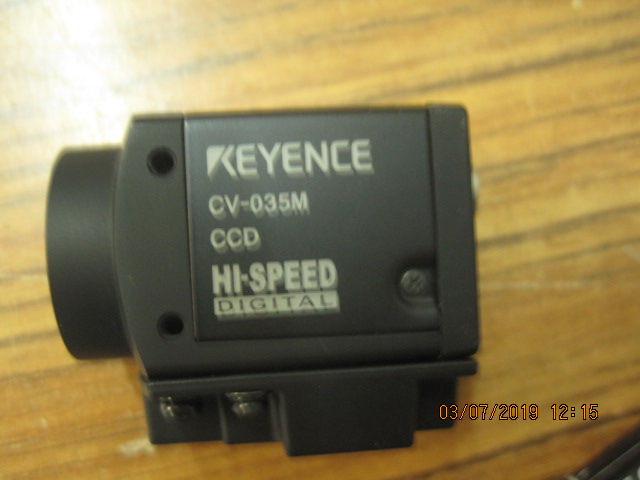 KEYENCE
CV-035M
CCD
HI-SPEED
DIGITAL
03/07/2019 12:15